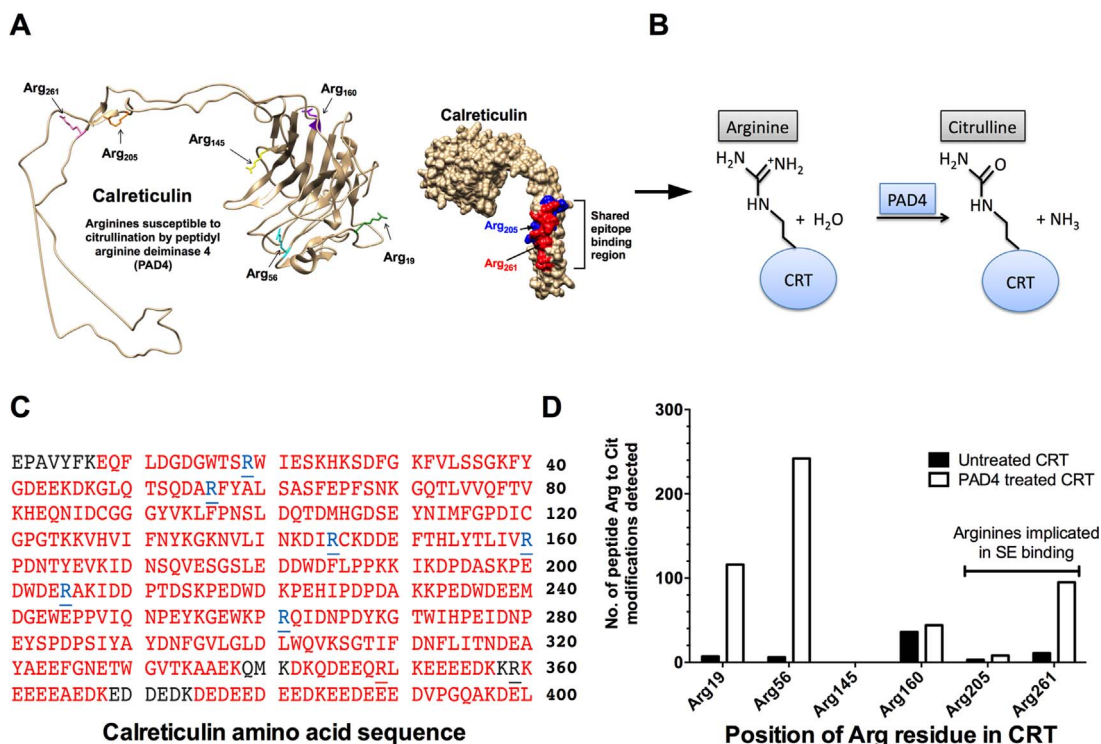 A
B
Arg261
Arg160
Arg205
Arg145
Calreticulin
Arginines susceptible to
citrullination by peptidyl
arginine deiminase 4
(PAD4)
Arg56
Arg19
Calreticulin
Arg205
Arg261
Shared
epitope
binding
region
Arginine
Citrulline
H2N
+NH2
HN
+ H2O
PAD4
H2N
O
HN
+ NH3
CRT
CRT
C
EPAVYFKEQF LDGDGWTSRW IESKHKSDFG KFVLSSGKFY 40
GDEEKDKGLQ TSQDARFYAL SASFEPFSNK GQTLVVQFTV 80
KHEQNIDCGG GYVKLFPNSL DQTDMHGDSE YNIMFGPDIC 120
GPGTKKVHVI FNYKGKNVLI NKDIRCKDDE FTHLYTLIVR 160
PDNTYEVKID NSQVESGSLE DDWDFLPPKK IKDPDASKPE 200
DWDERAKIDD PTDSKPEDWD KPEHIPDPDA KKPEDWDEEM 240
DGEWEPPVIQ NPEYKGEWKP RQIDNPDYKG TWIHPEIDNP 280
EYSPDPSIYA YDNFGVLGLD LWQVKSGTIF DNFLITNDEA 320
YAEEFGNETW GVTKAAEKQM KDKQDEEQRL KEEEEDKKRK 360
EEEEAEDKED DEDKDEDEED EEDKEEDEEE DVPGQAKDEL 400
Calreticulin amino acid sequence
D
No. of peptide Arg to Cit
modifications detected
300
200
100
0
Untreated CRT
PAD4 treated CRT
Arginines implicated
in SE binding
Arg19
Arg56
Arg145
Arg160
Arg205
Arg261
Position of Arg residue in CRT